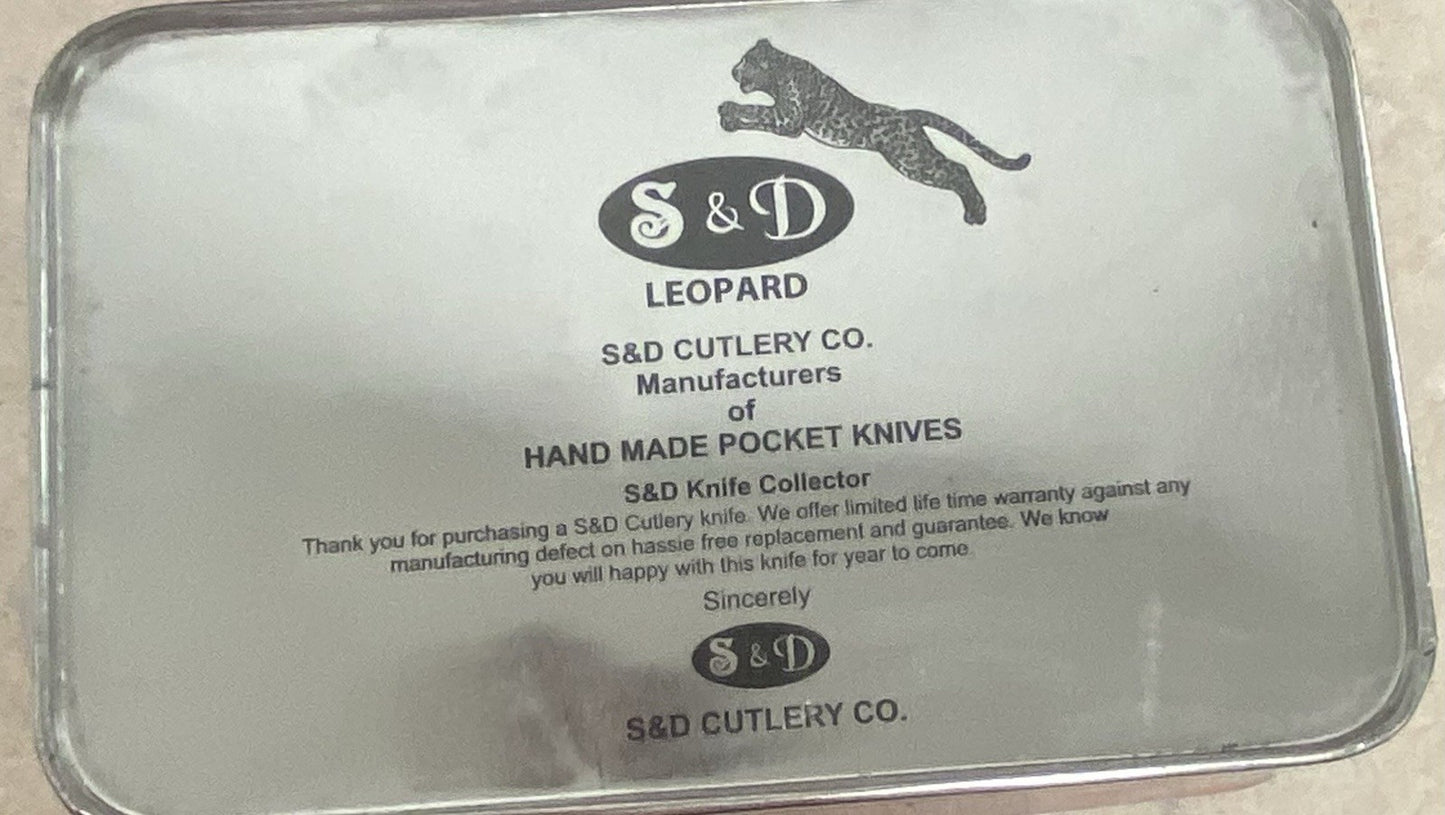 S & D
LEOPARD
S&D CUTLERY CO.
Manufacturers
of
HAND MADE POCKET KNIVES
S&D Knife Collector
Thank you for purchasing a S&D Cutlery knife. We offer limited life time warranty against any
manufacturing defect on hassie free replacement and guarantee. We know
you will happy with this knife for year to come.
Sincerely
S & D
S&D CUTLERY CO.